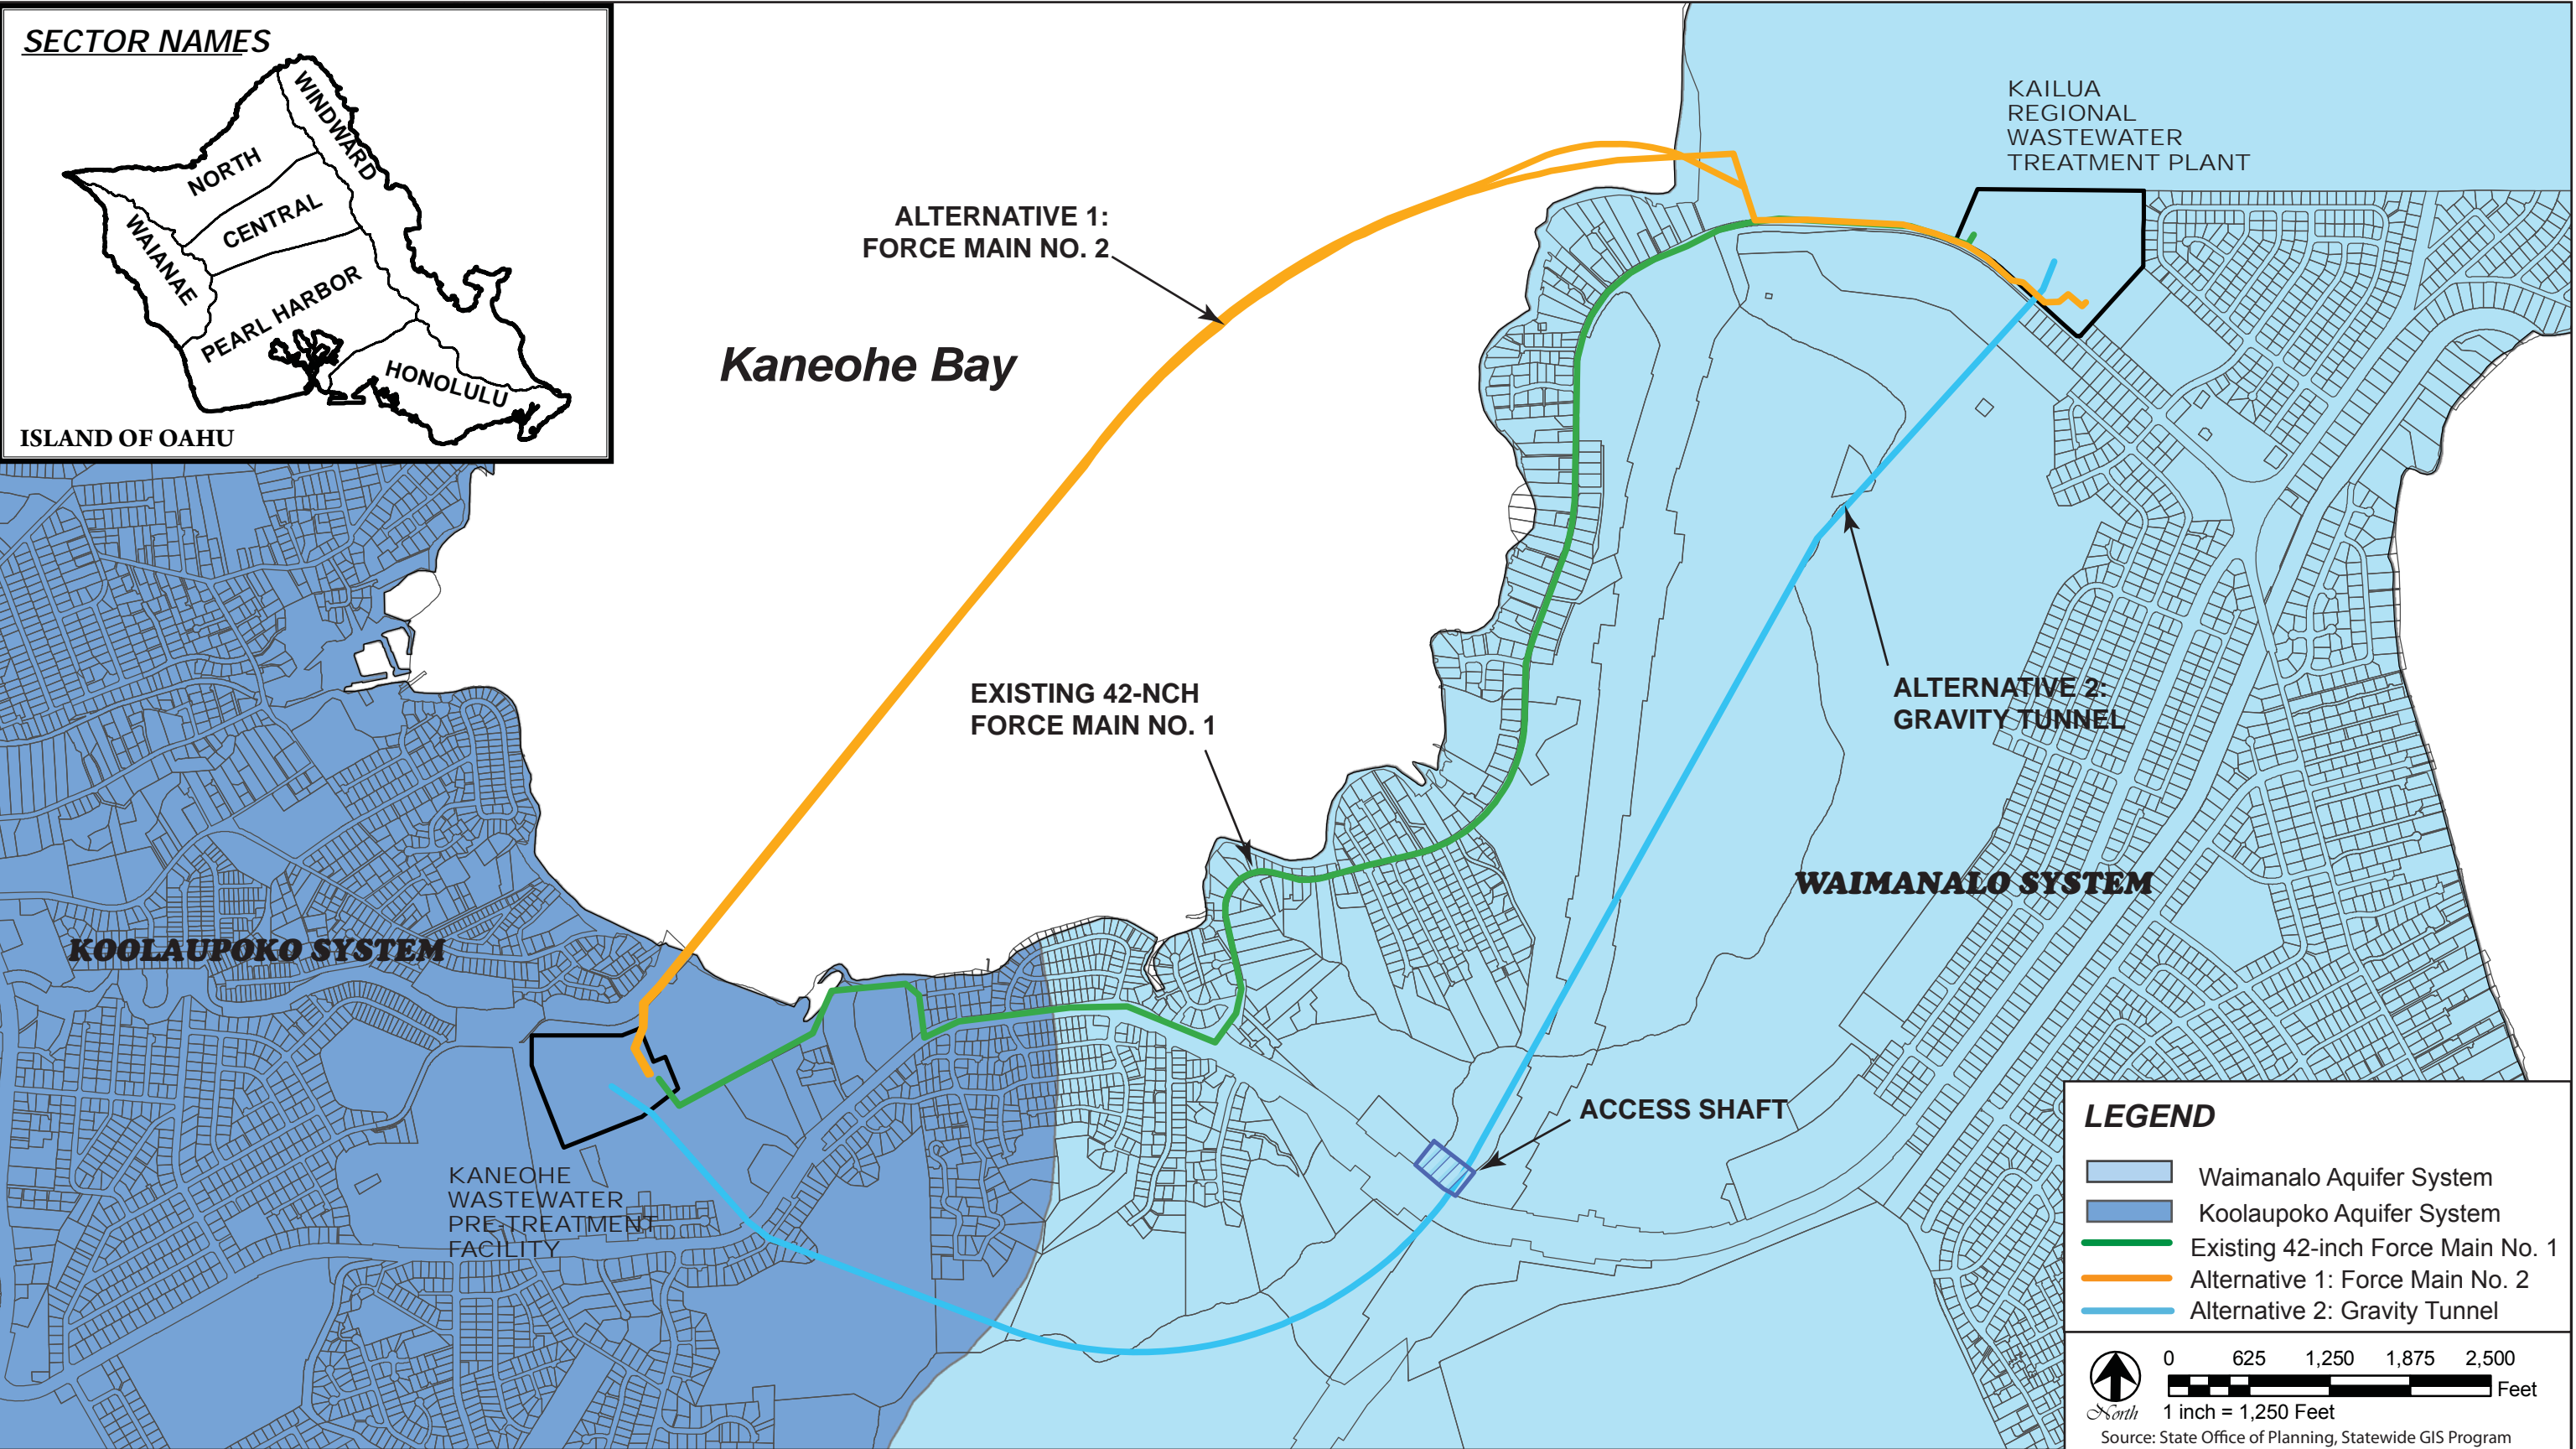 SECTOR NAMES
WINDWARD
NORTH
CENTRAL
WAIANAE
PEARL HARBOR
HONOLULU
ISLAND OF OAHU
KAILUA
REGIONAL
WASTEWATER
TREATMENT PLANT
ALTERNATIVE 1:
FORCE MAIN NO. 2
Kaneohe Bay
EXISTING 42-NCH
FORCE MAIN NO. 1
ALTERNATIVE 2:
GRAVITY TUNNEL
WAIMANALO SYSTEM
KOOLAUPOKO SYSTEM
ACCESS SHAFT
KANEOHE
WASTEWATER
PRE-TREATMENT
FACILITY
LEGEND
Waimanalo Aquifer System
Koolaupoko Aquifer System
Existing 42-inch Force Main No. 1
Alternative 1: Force Main No. 2
Alternative 2: Gravity Tunnel
0 625 1,250 1,875 2,500
Feet
North
1 inch = 1,250 Feet
Source: State Office of Planning, Statewide GIS Program